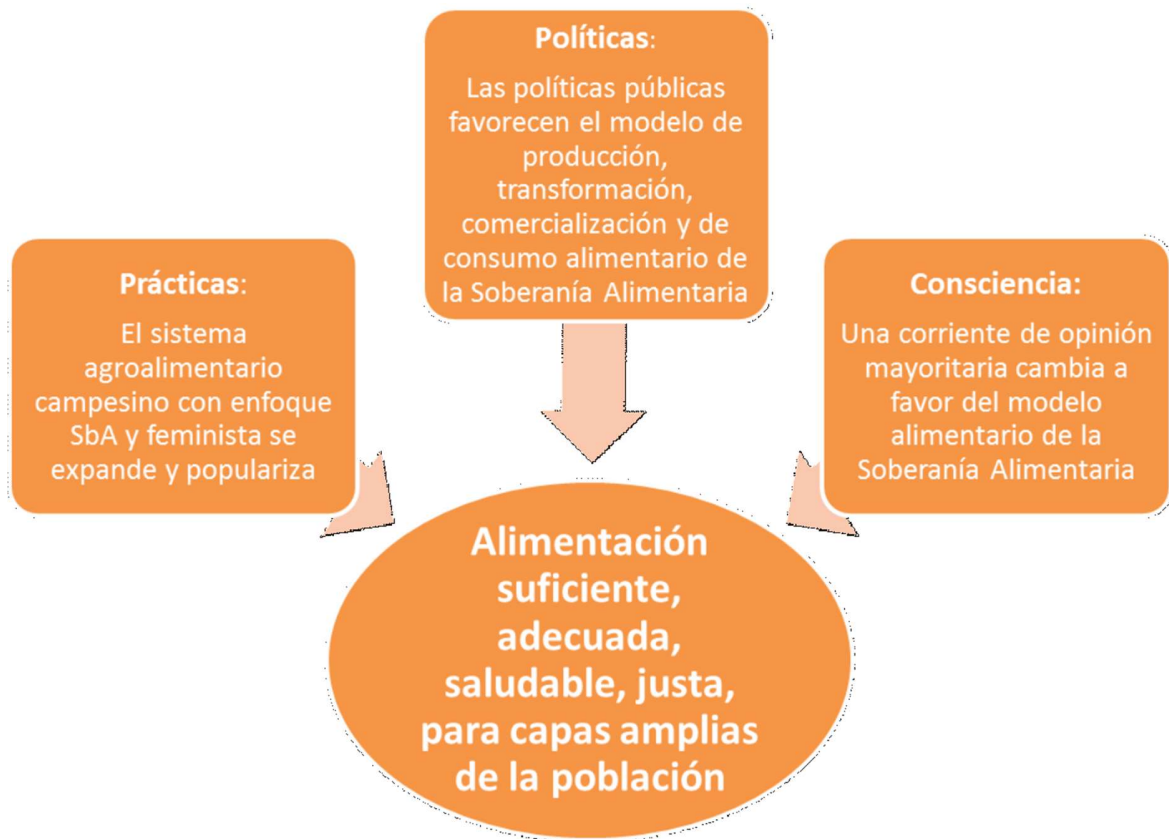 Políticas:
Las políticas públicas
favorecen el modelo de
producción,
transformación,
comercialización y de
consumo alimentario de
la Soberanía Alimentaria
Prácticas:
El sistema
agroalimentario
campesino con enfoque
SbA y feminista se
expande y populariza
Consciencia:
Una corriente de opinión
mayoritaria cambia a
favor del modelo
alimentario de la
Soberanía Alimentaria
Alimentación
suficiente,
adecuada,
saludable, justa,
para capas amplias
de la población